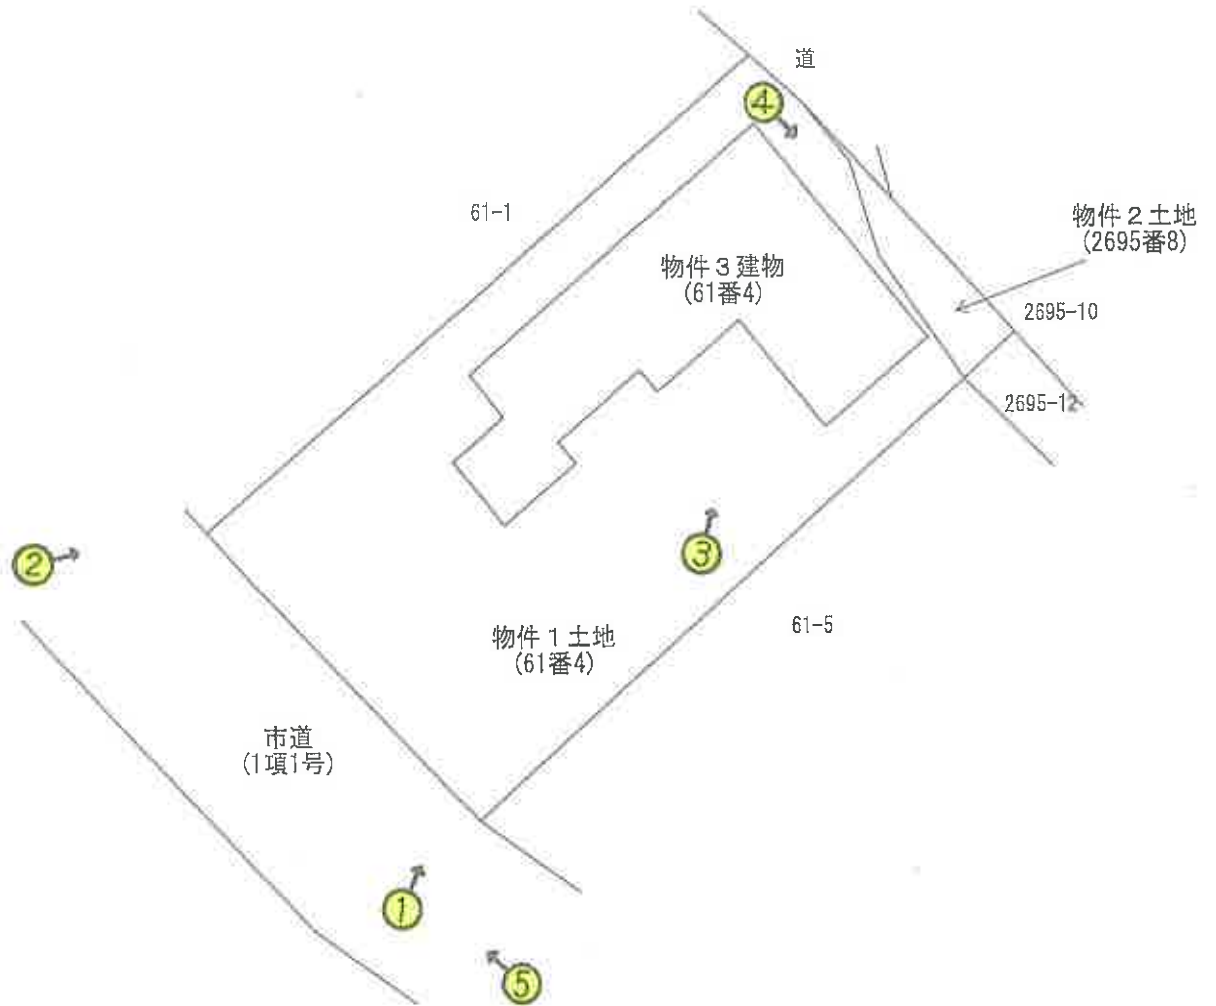 道
④
61-1
物件2土地
(2695番8)
物件3建物
(61番4)
2695-10
2695-12
②
③
物件1土地
(61番4)
61-5
市道
(1項1号)
①
⑤